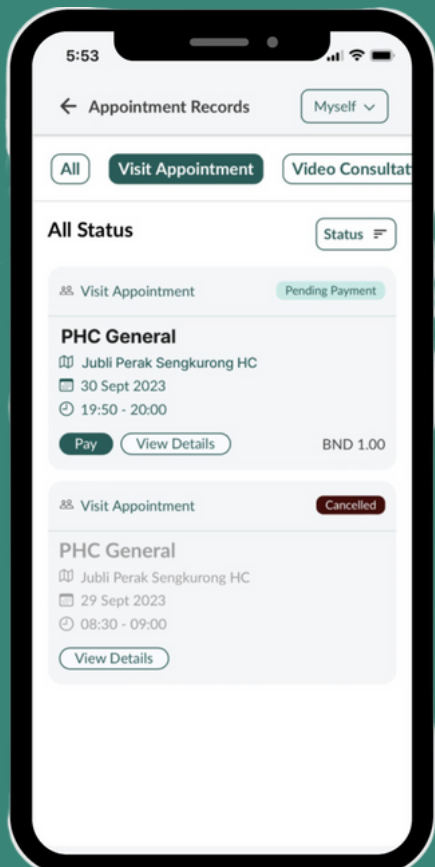 5:53
Appointment Records
Myself
All
Visit Appointment
Video Consultat
All Status
Status
Visit Appointment
Pending Payment
PHC General
Jubli Perak Sengkurong HC
30 Sept 2023
19:50 - 20:00
Pay
View Details
BND 1.00
Visit Appointment
Cancelled
PHC General
Jubli Perak Sengkurong HC
29 Sept 2023
08:30 - 09:00
View Details